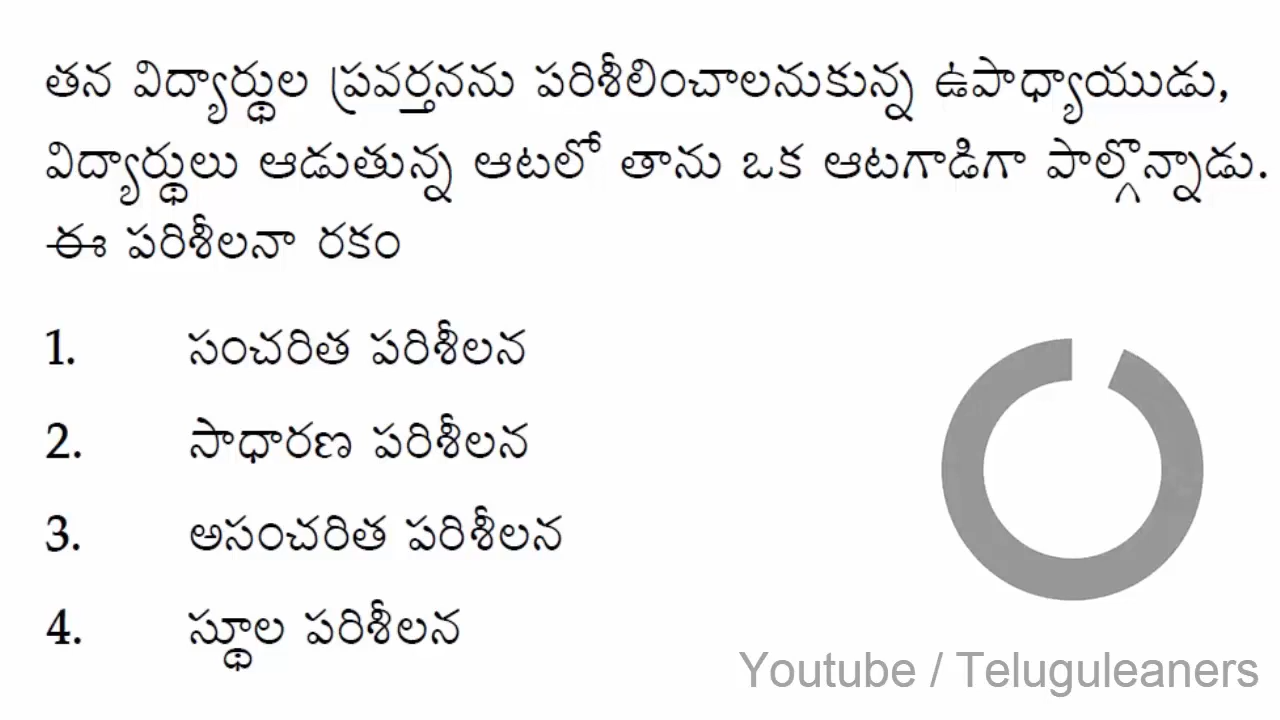 తన విద్యార్థుల ప్రవర్తనను పరిశీలించాలనుకున్న ఉపాధ్యాయుడు,
విద్యార్థులు ఆడుతున్న ఆటలో తాను ఒక ఆటగాడిగా పాల్గొన్నాడు.
ఈ పరిశీలనా రకం
1. సంచరిత పరిశీలన
2. సాధారణ పరిశీలన
3. అసంచరిత పరిశీలన
4. స్థూల పరిశీలన
Youtube / Teluguleaners